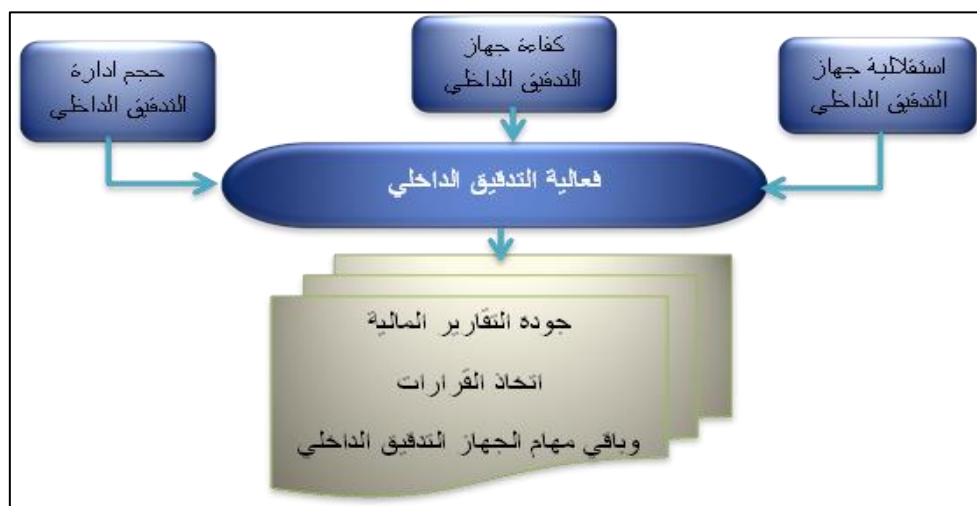 استقلالية جهاز
التدقيق الداخلي
كفاءة جهاز
التدقيق الداخلي
حجم ادارة
التدقيق الداخلي
فعالية التدقيق الداخلي
جوده التقارير المالية
اتخاذ القرارات
وباقي مهام الجهاز التدقيق الداخلي